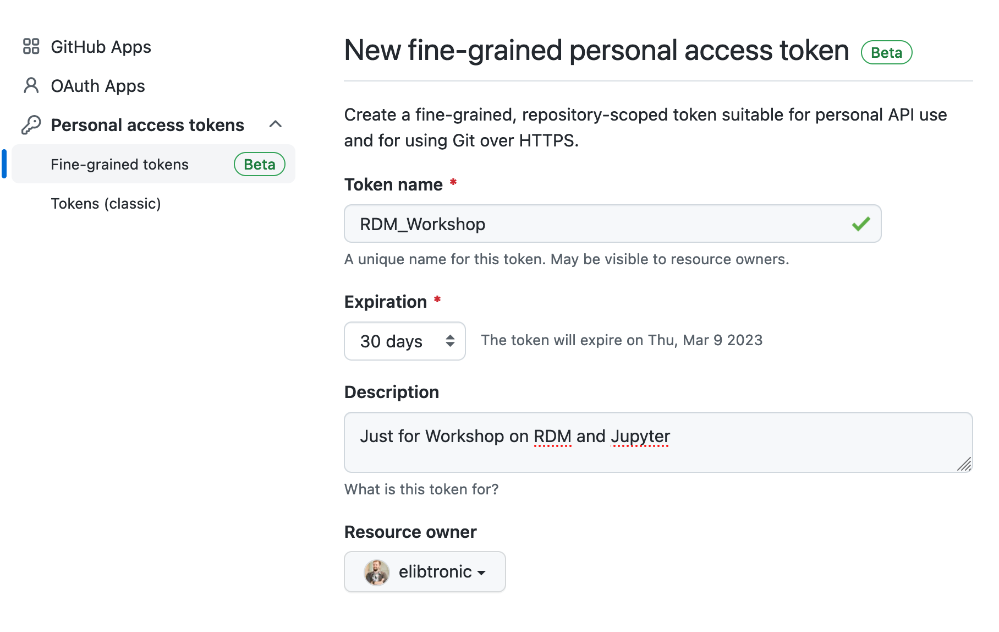 GitHub Apps
OAuth Apps
Personal access tokens
Fine-grained tokens Beta
Tokens (classic)
New fine-grained personal access token Beta
Create a fine-grained, repository-scoped token suitable for personal API use
and for using Git over HTTPS.
Token name *
RDM_Workshop
A unique name for this token. May be visible to resource owners.
Expiration *
30 days The token will expire on Thu, Mar 9 2023
Description
Just for Workshop on RDM and Jupyter
What is this token for?
Resource owner
elibtronic